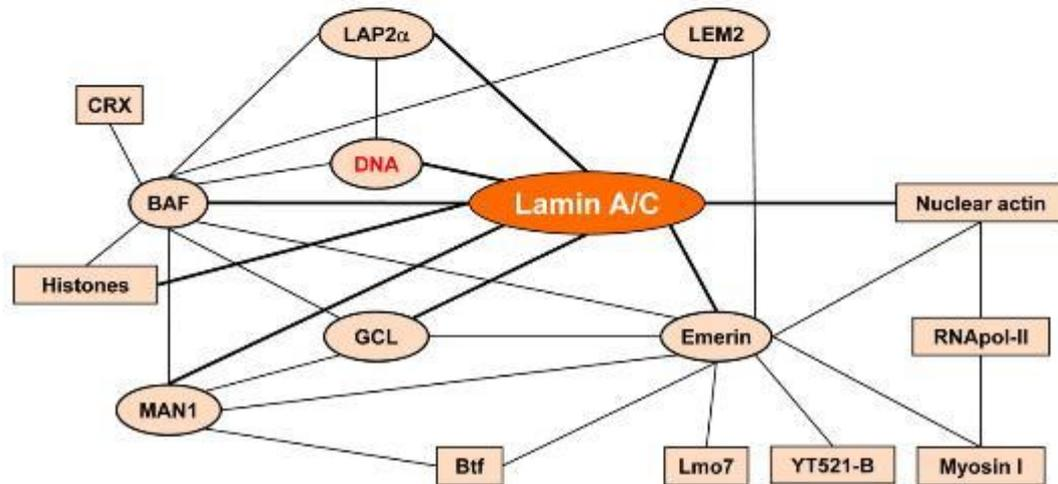 LAP2α
LEM2
CRX
DNA
BAF
Lamin A/C
Nuclear actin
Histones
GCL
Emerin
RNApol-II
MAN1
Btf
Lmo7
YT521-B
Myosin I